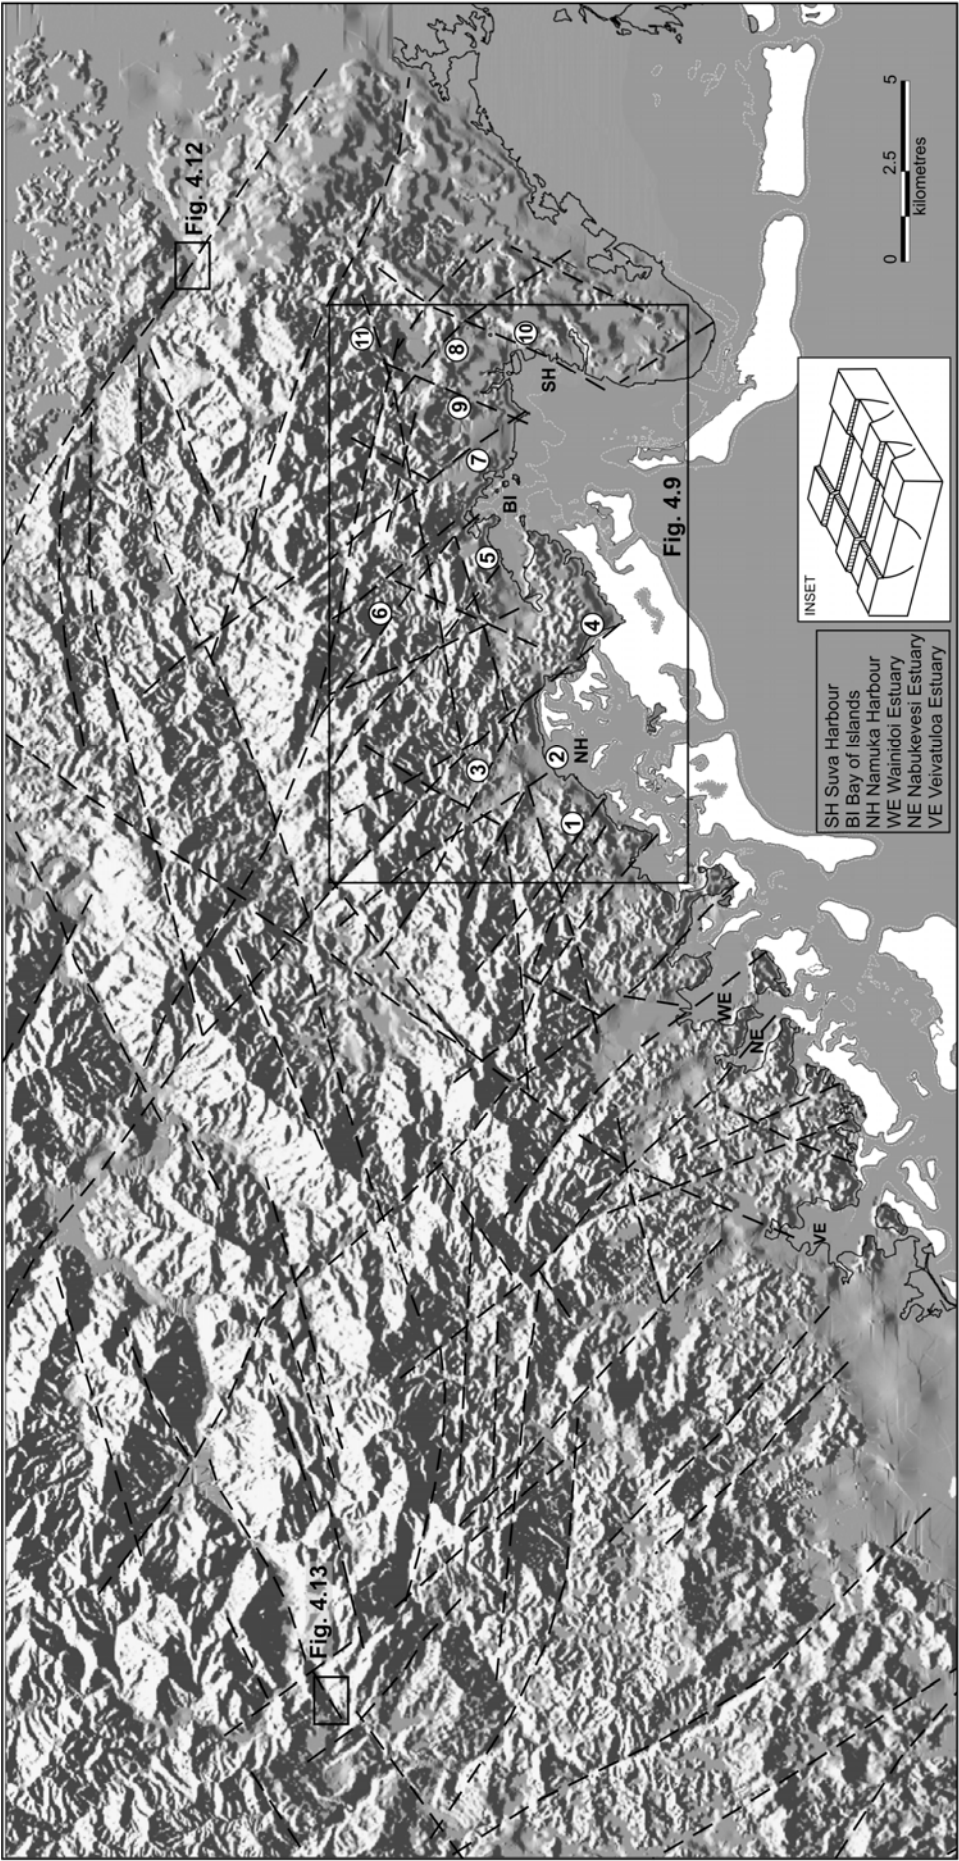 Fig. 4.13
Fig. 4.12
Fig. 4.9
1
2
3
4
5
6
7
8
9
10
11
NH
BI
SH
WE
NE
VE
SH Suva Harbour
BI Bay of Islands
NH Namuka Harbour
WE Wainidoi Estuary
NE Nabukevesi Estuary
VE Veivatuloa Estuary
INSET
0 2.5 5
kilometres